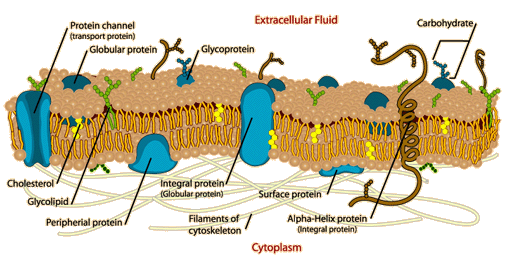 Extracellular Fluid
Protein channel
(transport protein)
Globular protein
Glycoprotein
Carbohydrate
Cholesterol
Glycolipid
Peripherial protein
Integral protein
(Globular protein)
Filaments of
cytoskeleton
Surface protein
Alpha-Helix protein
(Integral protein)
Cytoplasm